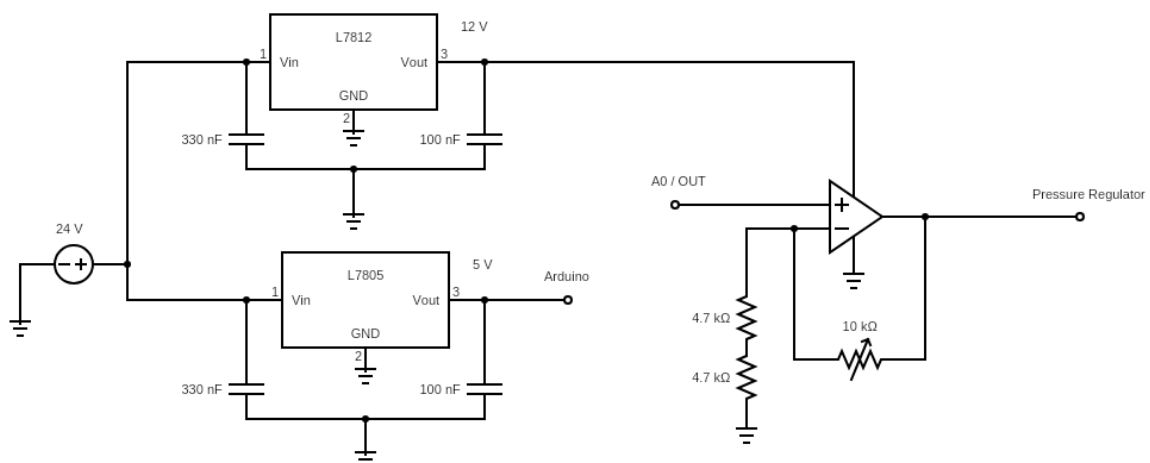 12 V
L7812
1
Vin
Vout
3
GND
2
330 nF
100 nF
A0 / OUT
Pressure Regulator
24 V
5 V
L7805
Arduino
1
Vin
Vout
3
GND
2
4.7 kΩ
10 kΩ
4.7 kΩ
330 nF
100 nF